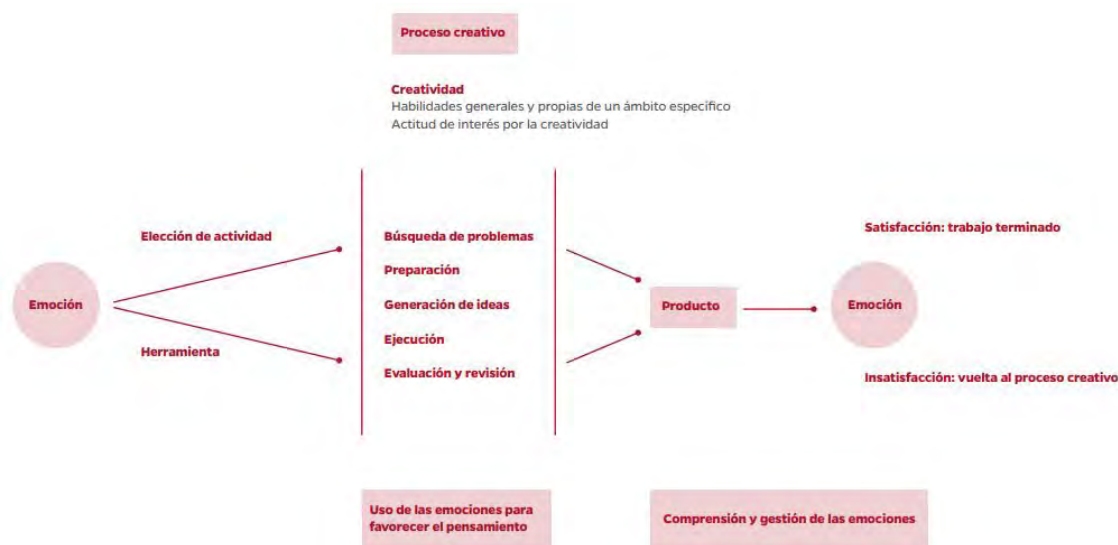 Proceso creativo
Creatividad
Habilidades generales y propias de un ámbito específico
Actitud de interés por la creatividad
Elección de actividad
Emoción
Herramienta
Búsqueda de problemas
Preparación
Generación de ideas
Ejecución
Evaluación y revisión
Producto
Satisfacción: trabajo terminado
Emoción
Insatisfacción: vuelta al proceso creativo
Uso de las emociones para
favorecer el pensamiento
Comprensión y gestión de las emociones